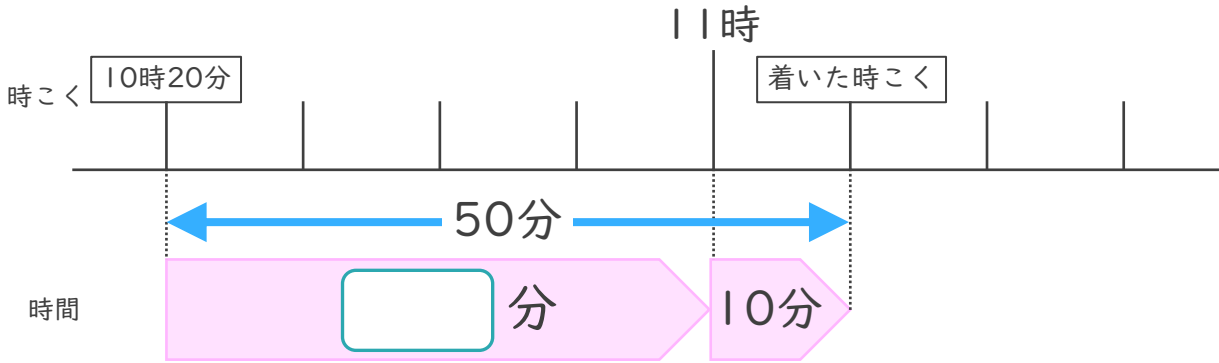 11時
時こく
10時20分
着いた時こく
50分
時間
分
10分